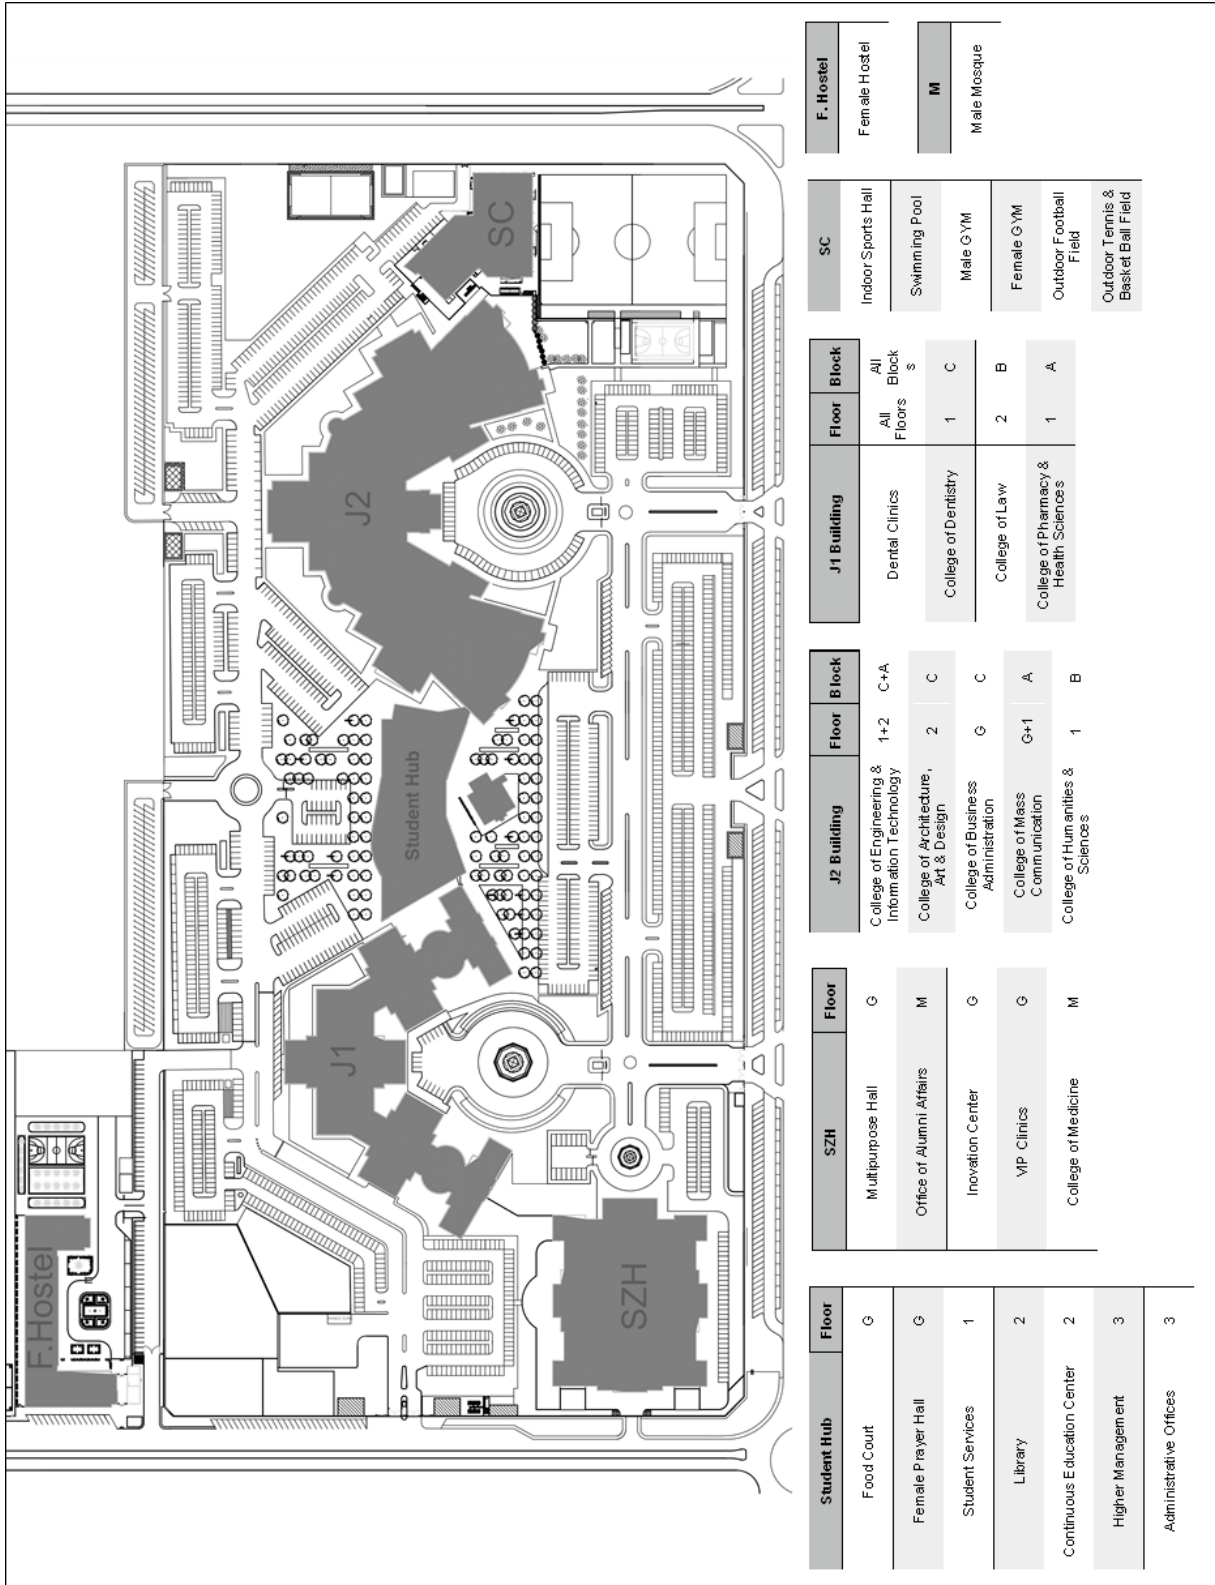 F.Hostel
SZH
J1
Student Hub
J2
SC
Student Hub Floor
Food Court G
Female Prayer Hall G
Student Services 1
Library 2
Continuous Education Center 2
Higher Management 3
Administrative Offices 3
SZH Floor
Multipurpose Hall G
Office of Alumni Affairs M
Inovation Center G
VIP Clinics G
College of Medicine M
J2 Building Floor Block
College of Engineering & 1+2 C+A
Information Technology
College of Architecture, 2 C
Art & Design
College of Business G C
Administration
College of Mass G+1 A
Communication
College of Humanities & 1 B
Sciences
J1 Building Floor Block
Dental Clinics All All
Floors Block
s
College of Dentistry 1 C
College of Law 2 B
College of Pharmacy & 1 A
Health Sciences
SC
Indoor Sports Hall
Swimming Pool
Male GYM
Female GYM
Outdoor Football
Field
Outdoor Tennis &
Basket Ball Field
F. Hostel
Female Hostel
M
Male Mosque